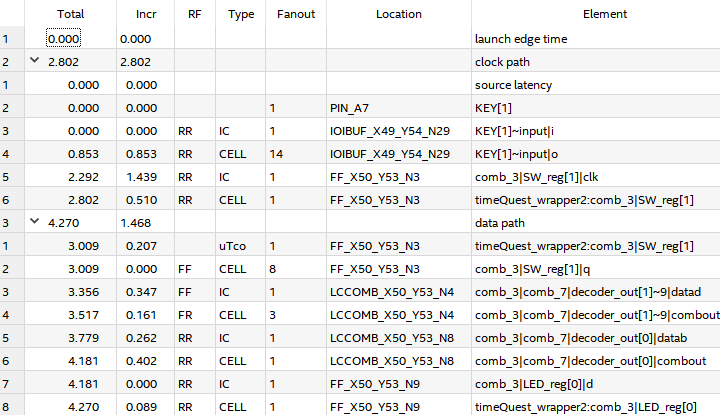 Total Incr RF Type Fanout Location Element
1 0.000 0.000 launch edge time
2 2.802 2.802 clock path
1 0.000 0.000 source latency
2 0.000 0.000 1 PIN_A7 KEY[1]
3 0.000 0.000 RR IC 1 IOIBUF_X49_Y54_N29 KEY[1]~input|i
4 0.853 0.853 RR CELL 14 IOIBUF_X49_Y54_N29 KEY[1]~input|o
5 2.292 1.439 RR IC 1 FF_X50_Y53_N3 comb_3|SW_reg[1]|clk
6 2.802 0.510 RR CELL 1 FF_X50_Y53_N3 timeQuest_wrapper2:comb_3|SW_reg[1]
3 4.270 1.468 data path
1 3.009 0.207 uTco 1 FF_X50_Y53_N3 timeQuest_wrapper2:comb_3|SW_reg[1]
2 3.009 0.000 FF CELL 8 FF_X50_Y53_N3 comb_3|SW_reg[1]|q
3 3.356 0.347 FF IC 1 LCCOMB_X50_Y53_N4 comb_3|comb_7|decoder_out[1]~9|datad
4 3.517 0.161 FR CELL 3 LCCOMB_X50_Y53_N4 comb_3|comb_7|decoder_out[1]~9|combout
5 3.779 0.262 RR IC 1 LCCOMB_X50_Y53_N8 comb_3|comb_7|decoder_out[0]|datab
6 4.181 0.402 RR CELL 1 LCCOMB_X50_Y53_N8 comb_3|comb_7|decoder_out[0]|combout
7 4.181 0.000 RR IC 1 FF_X50_Y53_N9 comb_3|LED_reg[0]|d
8 4.270 0.089 RR CELL 1 FF_X50_Y53_N9 timeQuest_wrapper2:comb_3|LED_reg[0]